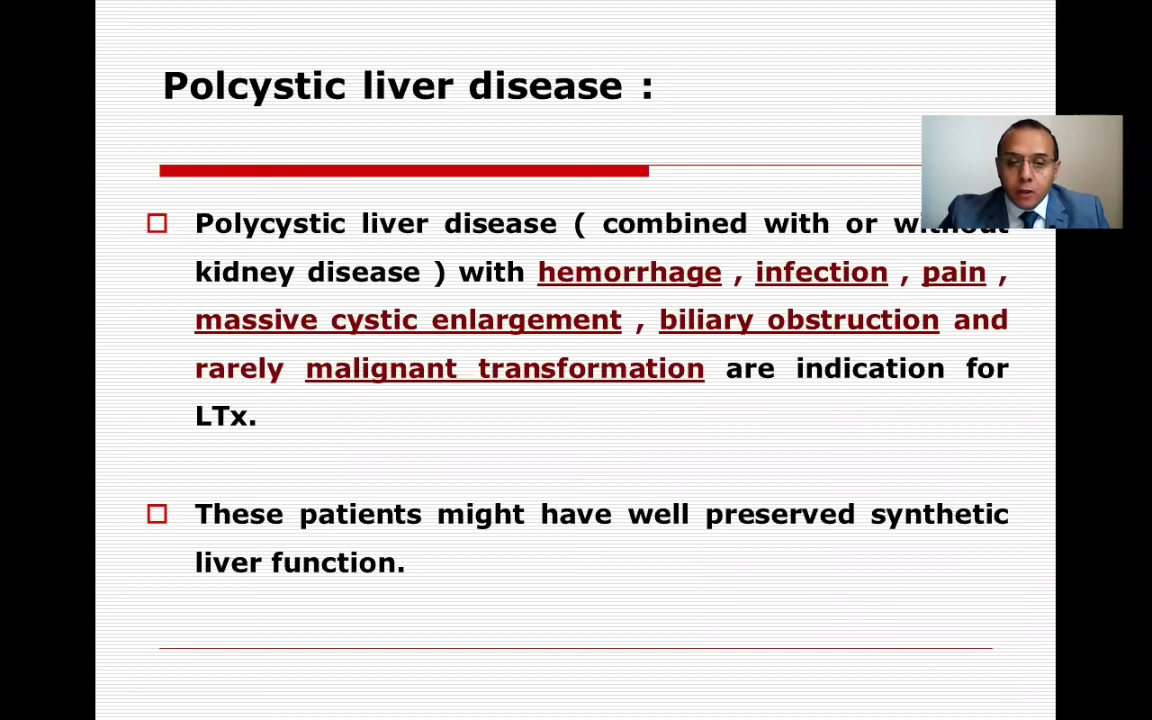 Polcystic liver disease :
Polycystic liver disease ( combined with or without
kidney disease ) with hemorrhage , infection , pain ,
massive cystic enlargement , biliary obstruction and
rarely malignant transformation are indication for
LTx.
These patients might have well preserved synthetic
liver function.